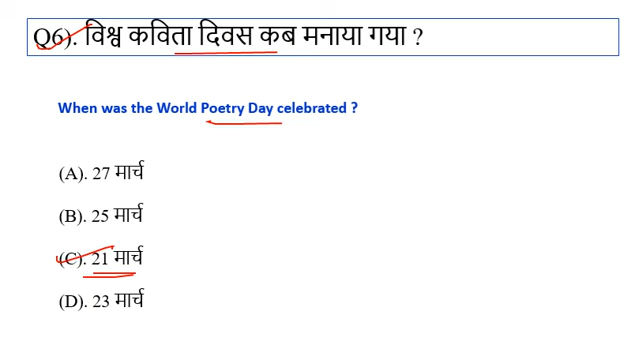 Q6). विश्व कविता दिवस कब मनाया गया ?
When was the World Poetry Day celebrated ?
(A). 27 मार्च
(B). 25 मार्च
(C). 21 मार्च
(D). 23 मार्च